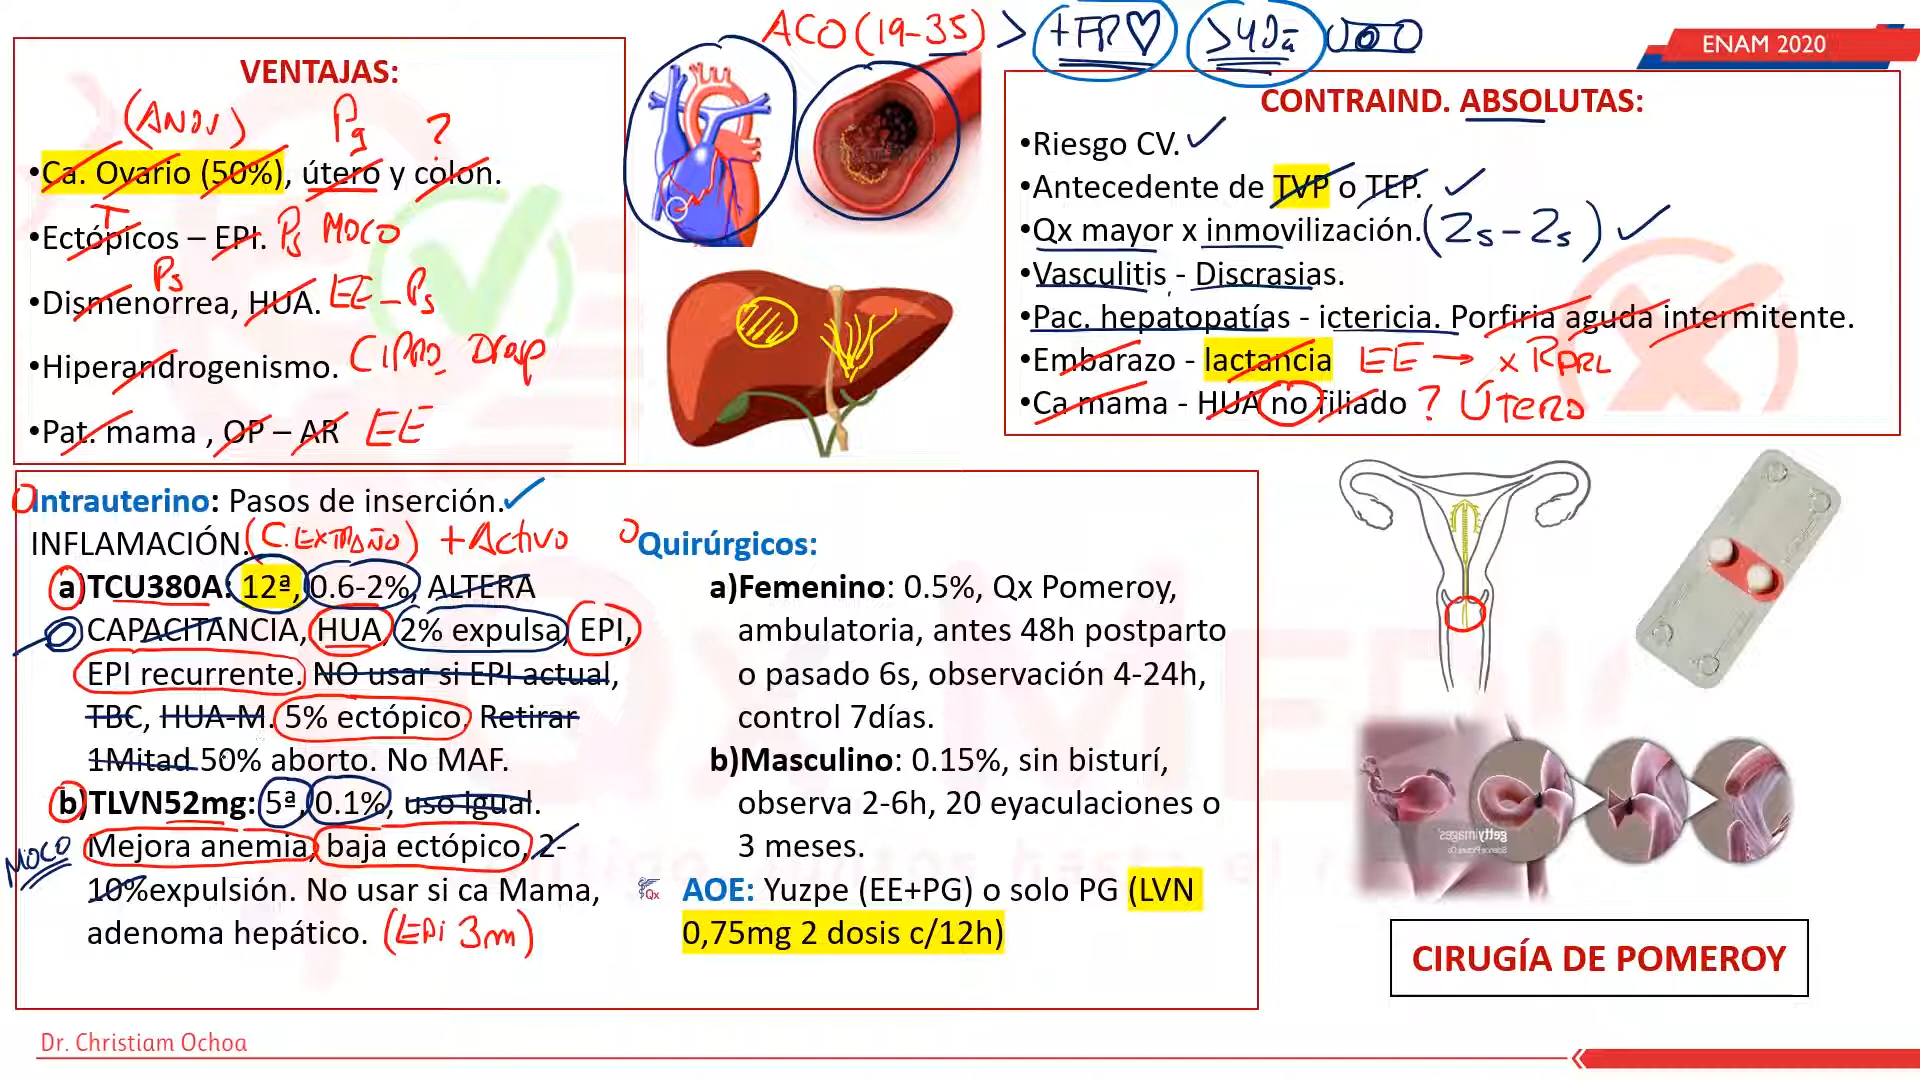 ACO (19-35) > +FR♡ >40a
ENAM 2020
VENTAJAS:
(ANOV) Pg ?
•Ca. Ovario (50%), útero y colon.
T
•Ectópicos – EPI. Ps MOCO
Ps
•Dismenorrea, HUA. EE-Ps
•Hiperandrogenismo. CIPRO. Drosp
•Pat. mama , OP – AR EE
CONTRAIND. ABSOLUTAS:
•Riesgo CV.
•Antecedente de TVP o TEP.
•Qx mayor x inmovilización. (2s-2s)
•Vasculitis - Discrasias.
•Pac. hepatopatías - ictericia. Porfiria aguda intermitente.
•Embarazo - lactancia EE → x RPRL
•Ca mama - HUA no filiado ? ÚTERO
Intrauterino: Pasos de inserción.
INFLAMACIÓN. (C. EXTRAÑO) + Activo
a)TCU380A: 12ª, 0.6-2%, ALTERA
CAPACITANCIA, HUA, 2% expulsa, EPI,
EPI recurrente. NO usar si EPI actual,
TBC, HUA-M. 5% ectópico. Retirar
1Mitad 50% aborto. No MAF.
b)TLVN52mg: 5ª, 0.1%, uso igual.
MOCO
Mejora anemia, baja ectópico, 2-
10%expulsión. No usar si ca Mama,
adenoma hepático. (EPI 3m)
Quirúrgicos:
a)Femenino: 0.5%, Qx Pomeroy,
ambulatoria, antes 48h postparto
o pasado 6s, observación 4-24h,
control 7días.
b)Masculino: 0.15%, sin bisturí,
observa 2-6h, 20 eyaculaciones o
3 meses.
Qx
AOE: Yuzpe (EE+PG) o solo PG (LVN
0,75mg 2 dosis c/12h)
gettyimages
CIRUGÍA DE POMEROY
Dr. Christiam Ochoa